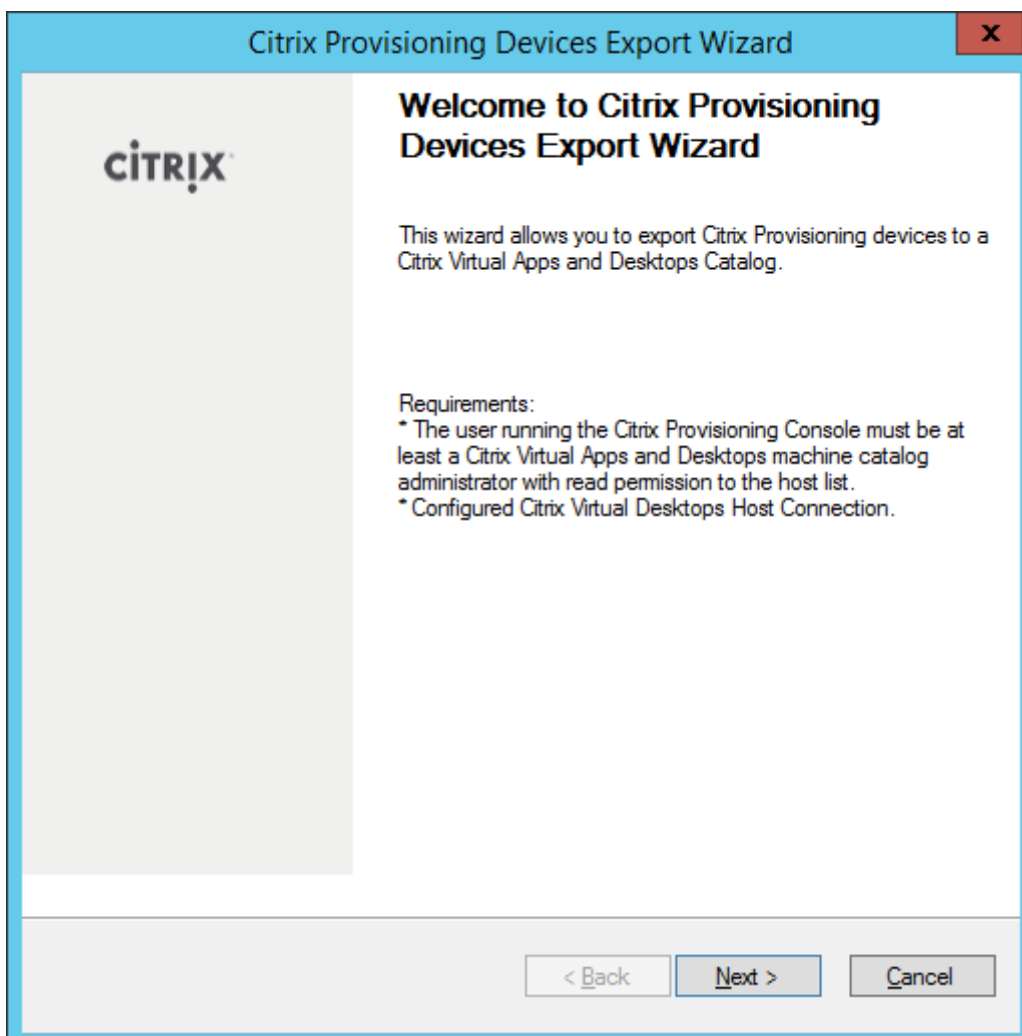 Citrix Provisioning Devices Export Wizard
x
citrix
Welcome to Citrix Provisioning
Devices Export Wizard
This wizard allows you to export Citrix Provisioning devices to a
Citrix Virtual Apps and Desktops Catalog.
Requirements:
* The user running the Citrix Provisioning Console must be at
least a Citrix Virtual Apps and Desktops machine catalog
administrator with read permission to the host list.
* Configured Citrix Virtual Desktops Host Connection.
< Back
Next >
Cancel